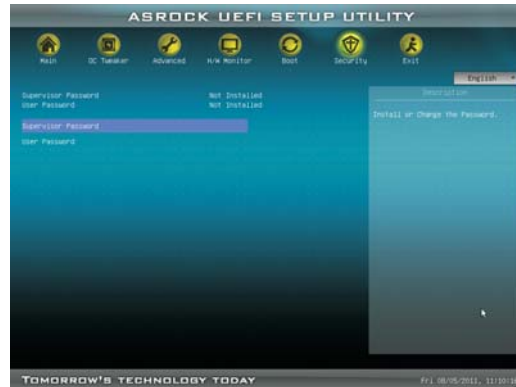 ASROCK UEFI SETUP UTILITY
Main OC Tweaker Advanced H/W Monitor Boot Security Exit
English
Description
Supervisor Password Not Installed
User Password Not Installed
Install or Change the Password.
Supervisor Password
User Password
TOMORROW'S TECHNOLOGY TODAY
Fri 08/05/2011,